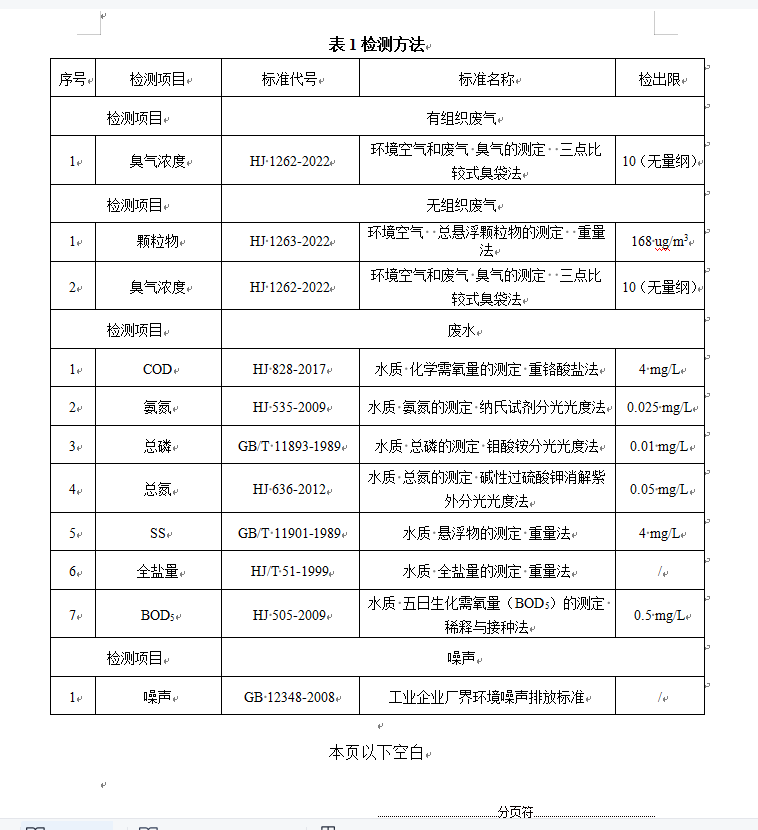 表 1 检测方法
序号 检测项目 标准代号 标准名称 检出限
检测项目 有组织废气
1 臭气浓度 HJ 1262-2022 环境空气和废气 臭气的测定  三点比
较式臭袋法 10（无量纲）
检测项目 无组织废气
1 颗粒物 HJ 1263-2022 环境空气  总悬浮颗粒物的测定  重量
法 168 ug/m³
2 臭气浓度 HJ 1262-2022 环境空气和废气 臭气的测定  三点比
较式臭袋法 10（无量纲）
检测项目 废水
1 COD HJ 828-2017 水质 化学需氧量的测定 重铬酸盐法 4 mg/L
2 氨氮 HJ 535-2009 水质 氨氮的测定 纳氏试剂分光光度法 0.025 mg/L
3 总磷 GB/T 11893-1989 水质 总磷的测定 钼酸铵分光光度法 0.01 mg/L
4 总氮 HJ 636-2012 水质 总氮的测定 碱性过硫酸钾消解紫
外分光光度法 0.05 mg/L
5 SS GB/T 11901-1989 水质 悬浮物的测定 重量法 4 mg/L
6 全盐量 HJ/T 51-1999 水质 全盐量的测定 重量法 /
7 BOD₅ HJ 505-2009 水质 五日生化需氧量（BOD₅）的测定
稀释与接种法 0.5 mg/L
检测项目 噪声
1 噪声 GB 12348-2008 工业企业厂界环境噪声排放标准 /
本页以下空白
分页符